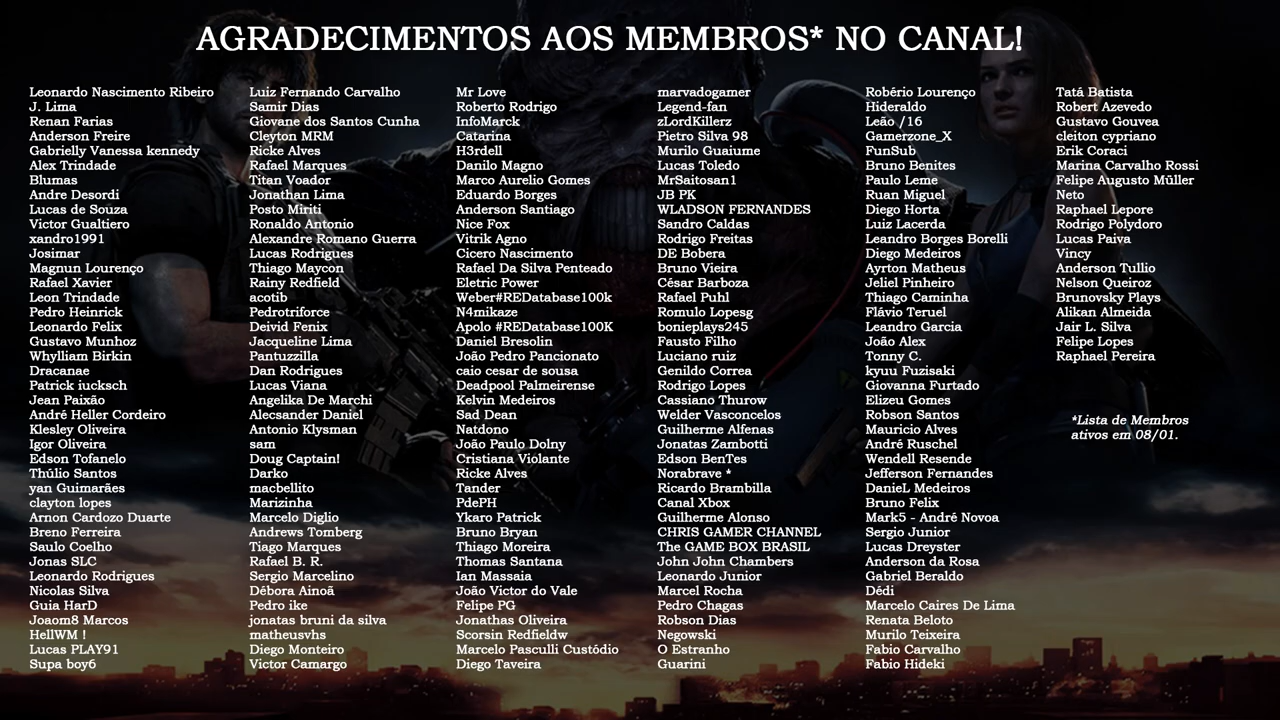 AGRADECIMENTOS AOS MEMBROS* NO CANAL!
Leonardo Nascimento Ribeiro
J. Lima
Renan Farias
Anderson Freire
Gabrielly Vanessa kennedy
Alex Trindade
Blumas
Andre Desordi
Lucas de Souza
Victor Gualtiero
xandro1991
Josimar
Magnun Lourenço
Rafael Xavier
Leon Trindade
Pedro Heinrick
Leonardo Felix
Gustavo Munhoz
Whylliam Birkin
Dracanae
Patrick iucksch
Jean Paixão
André Heller Cordeiro
Klesley Oliveira
Igor Oliveira
Edson Tofanelo
Thúlio Santos
yan Guimarães
clayton lopes
Arnon Cardozo Duarte
Breno Ferreira
Saulo Coelho
Jonas SLC
Leonardo Rodrigues
Nicolas Silva
Guia HarD
Joaom8 Marcos
HellWM !
Lucas PLAY91
Supa boy6
Luiz Fernando Carvalho
Samir Dias
Giovane dos Santos Cunha
Cleyton MRM
Ricke Alves
Rafael Marques
Titan Voador
Jonathan Lima
Posto Miriti
Ronaldo Antonio
Alexandre Romano Guerra
Lucas Rodrigues
Thiago Maycon
Rainy Redfield
acotib
Pedrotriforce
Deivid Fenix
Jacqueline Lima
Pantuzzilla
Dan Rodrigues
Lucas Viana
Angelika De Marchi
Alecsander Daniel
Antonio Klysman
sam
Doug Captain!
Darko
macbellito
Marizinha
Marcelo Diglio
Andrews Tomberg
Tiago Marques
Rafael B. R.
Sergio Marcelino
Débora Ainoã
Pedro ike
jonatas bruni da silva
matheusvhs
Diego Monteiro
Victor Camargo
Mr Love
Roberto Rodrigo
InfoMarck
Catarina
H3rdell
Danilo Magno
Marco Aurelio Gomes
Eduardo Borges
Anderson Santiago
Nice Fox
Vitrik Agno
Cicero Nascimento
Rafael Da Silva Penteado
Eletric Power
Weber#REDatabase100k
N4mikaze
Apolo #REDatabase100K
Daniel Bresolin
João Pedro Pancionato
caio cesar de sousa
Deadpool Palmeirense
Kelvin Medeiros
Sad Dean
Natdono
João Paulo Dolny
Cristiana Violante
Ricke Alves
Tander
PdePH
Ykaro Patrick
Bruno Bryan
Thiago Moreira
Thomas Santana
Ian Massaia
João Victor do Vale
Felipe PG
Jonathas Oliveira
Scorsin Redfieldw
Marcelo Pasculli Custódio
Diego Taveira
marvadogamer
Legend-fan
zLordKillerz
Pietro Silva 98
Murilo Guaiume
Lucas Toledo
MrSaitosan1
JB PK
WLADSON FERNANDES
Sandro Caldas
Rodrigo Freitas
DE Bobera
Bruno Vieira
César Barboza
Rafael Puhl
Romulo Lopesg
bonieplays245
Fausto Filho
Luciano ruiz
Genildo Correa
Rodrigo Lopes
Cassiano Thurow
Welder Vasconcelos
Guilherme Alfenas
Jonatas Zambotti
Edson BenTes
Norabrave *
Ricardo Brambilla
Canal Xbox
Guilherme Alonso
CHRIS GAMER CHANNEL
The GAME BOX BRASIL
John John Chambers
Leonardo Junior
Marcel Rocha
Pedro Chagas
Robson Dias
Negowski
O Estranho
Guarini
Robério Lourenço
Hideraldo
Leão /16
Gamerzone_X
FunSub
Bruno Benites
Paulo Leme
Ruan Miguel
Diego Horta
Luiz Lacerda
Leandro Borges Borelli
Diego Medeiros
Ayrton Matheus
Jeliel Pinheiro
Thiago Caminha
Flávio Teruel
Leandro Garcia
João Alex
Tonny C.
kyuu Fuzisaki
Giovanna Furtado
Elizeu Gomes
Robson Santos
Mauricio Alves
André Ruschel
Wendell Resende
Jefferson Fernandes
DanieL Medeiros
Bruno Felix
Mark5 - André Novoa
Sergio Junior
Lucas Dreyster
Anderson da Rosa
Gabriel Beraldo
Dédi
Marcelo Caires De Lima
Renata Beloto
Murilo Teixeira
Fabio Carvalho
Fabio Hideki
Tatá Batista
Robert Azevedo
Gustavo Gouvea
cleiton cypriano
Erik Coraci
Marina Carvalho Rossi
Felipe Augusto Müller
Neto
Raphael Lepore
Rodrigo Polydoro
Lucas Paiva
Vincy
Anderson Tullio
Nelson Queiroz
Brunovsky Plays
Alikan Almeida
Jair L. Silva
Felipe Lopes
Raphael Pereira
*Lista de Membros
ativos em 08/01.